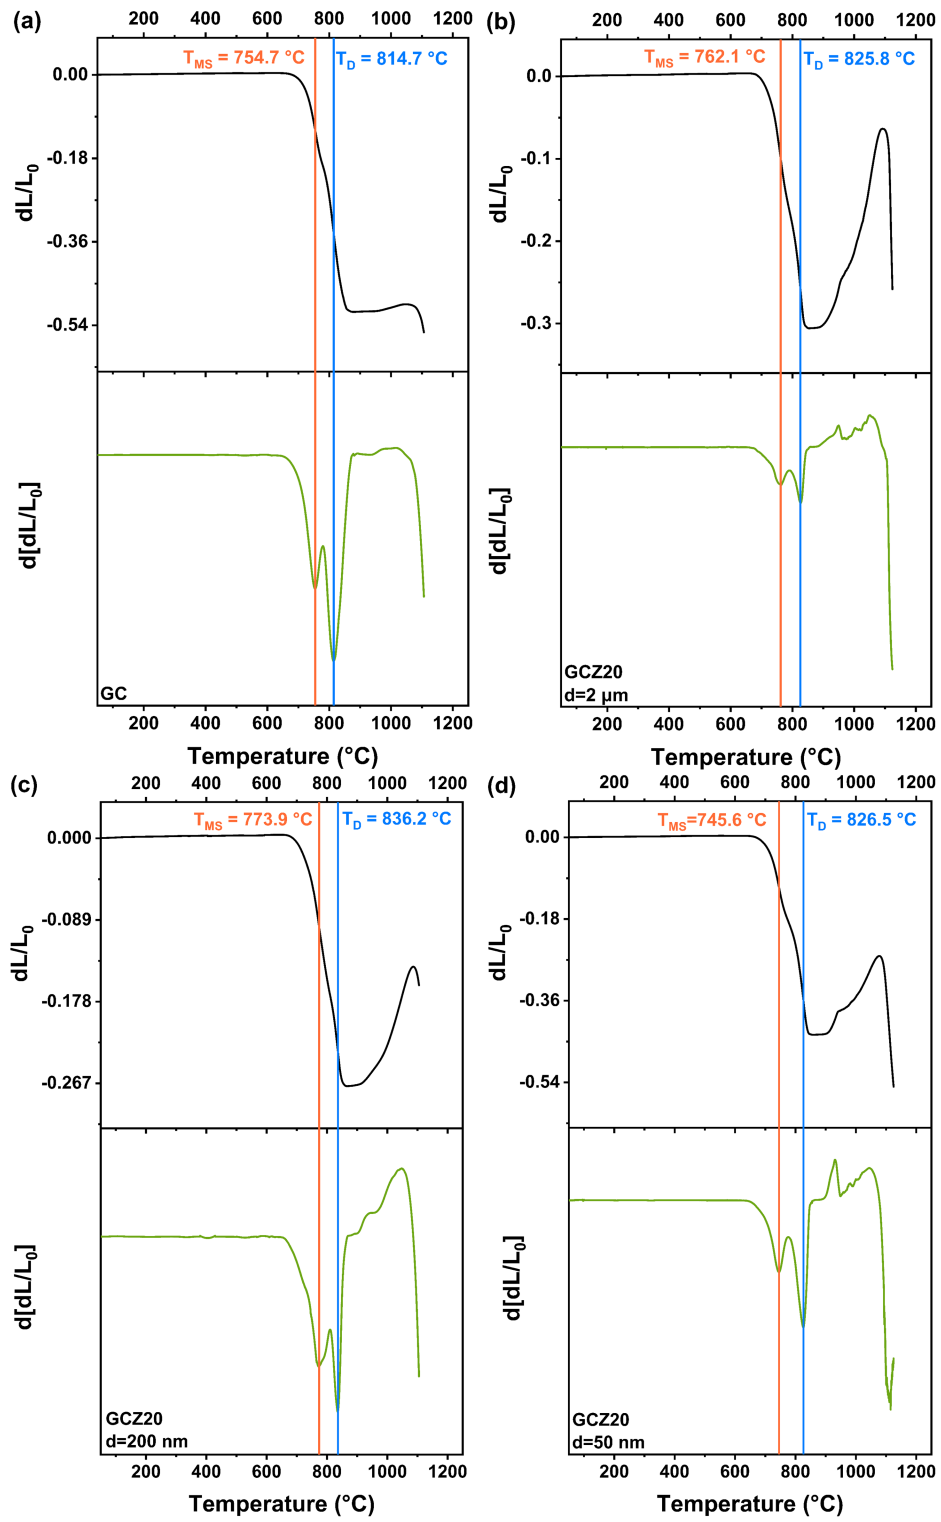 (a)
200 400 600 800 1000 1200
T_MS = 754.7 °C
T_D = 814.7 °C
0.00
-0.18
-0.36
-0.54
dL/L_0
d[dL/L_0]
GC
200 400 600 800 1000 1200
Temperature (°C)
(b)
200 400 600 800 1000 1200
T_MS = 762.1 °C
T_D = 825.8 °C
0.0
-0.1
-0.2
-0.3
dL/L_0
d[dL/L_0]
GCZ20
d=2 µm
200 400 600 800 1000 1200
Temperature (°C)
(c)
200 400 600 800 1000 1200
T_MS = 773.9 °C
T_D = 836.2 °C
0.000
-0.089
-0.178
-0.267
dL/L_0
d[dL/L_0]
GCZ20
d=200 nm
200 400 600 800 1000 1200
Temperature (°C)
(d)
200 400 600 800 1000 1200
T_MS=745.6 °C
T_D = 826.5 °C
0.00
-0.18
-0.36
-0.54
dL/L_0
d[dL/L_0]
GCZ20
d=50 nm
200 400 600 800 1000 1200
Temperature (°C)